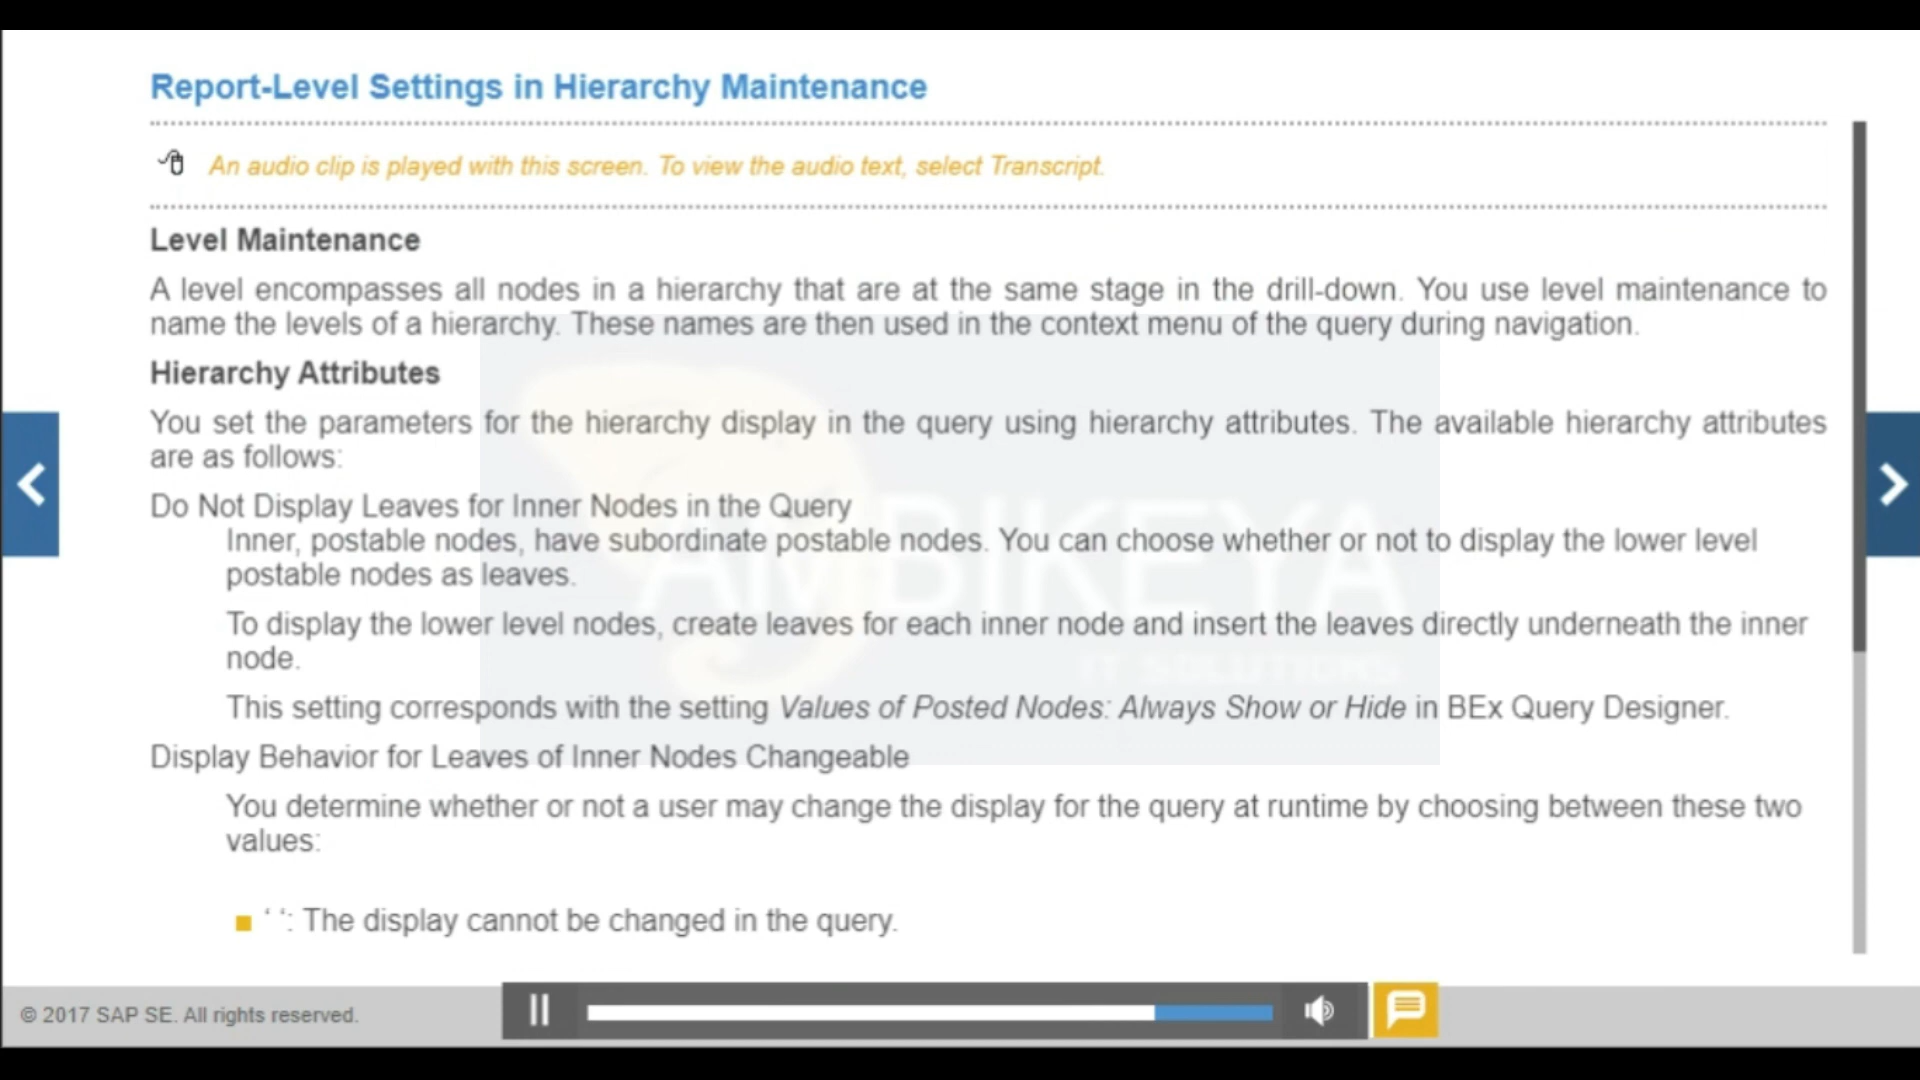 Report-Level Settings in Hierarchy Maintenance
An audio clip is played with this screen. To view the audio text, select Transcript.
Level Maintenance
A level encompasses all nodes in a hierarchy that are at the same stage in the drill-down. You use level maintenance to
name the levels of a hierarchy. These names are then used in the context menu of the query during navigation.
Hierarchy Attributes
You set the parameters for the hierarchy display in the query using hierarchy attributes. The available hierarchy attributes
are as follows:
Do Not Display Leaves for Inner Nodes in the Query
Inner, postable nodes, have subordinate postable nodes. You can choose whether or not to display the lower level
postable nodes as leaves.
AMBIKEYA
To display the lower level nodes, create leaves for each inner node and insert the leaves directly underneath the inner
node.
IT SOLUTIONS
This setting corresponds with the setting Values of Posted Nodes: Always Show or Hide in BEx Query Designer.
Display Behavior for Leaves of Inner Nodes Changeable
You determine whether or not a user may change the display for the query at runtime by choosing between these two
values:
‘ ‘: The display cannot be changed in the query.
© 2017 SAP SE. All rights reserved.